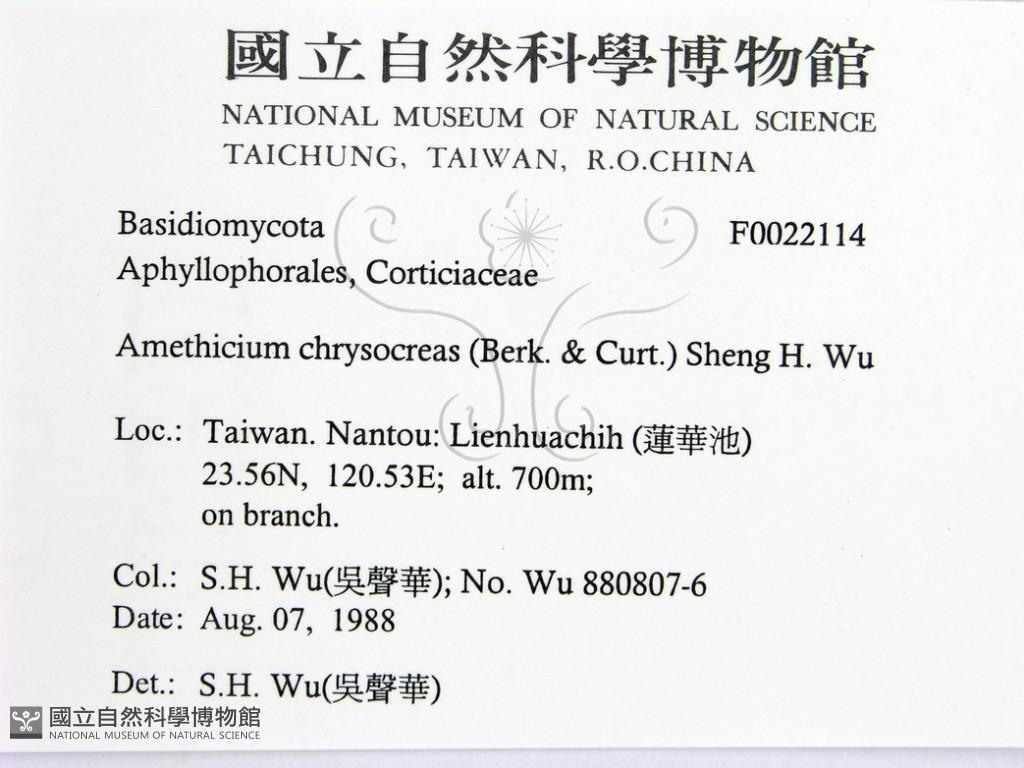 國立自然科學博物館
NATIONAL MUSEUM OF NATURAL SCIENCE
TAICHUNG, TAIWAN, R.O.CHINA
Basidiomycota F0022114
Aphyllophorales, Corticiaceae
Amethicium chrysocreas (Berk. & Curt.) Sheng H. Wu
Loc.: Taiwan. Nantou: Lienhuachih (蓮華池)
23.56N, 120.53E; alt. 700m;
on branch.
Col.: S.H. Wu(吳聲華); No. Wu 880807-6
Date: Aug. 07, 1988
Det.: S.H. Wu(吳聲華)
國立自然科學博物館
NATIONAL MUSEUM OF NATURAL SCIENCE